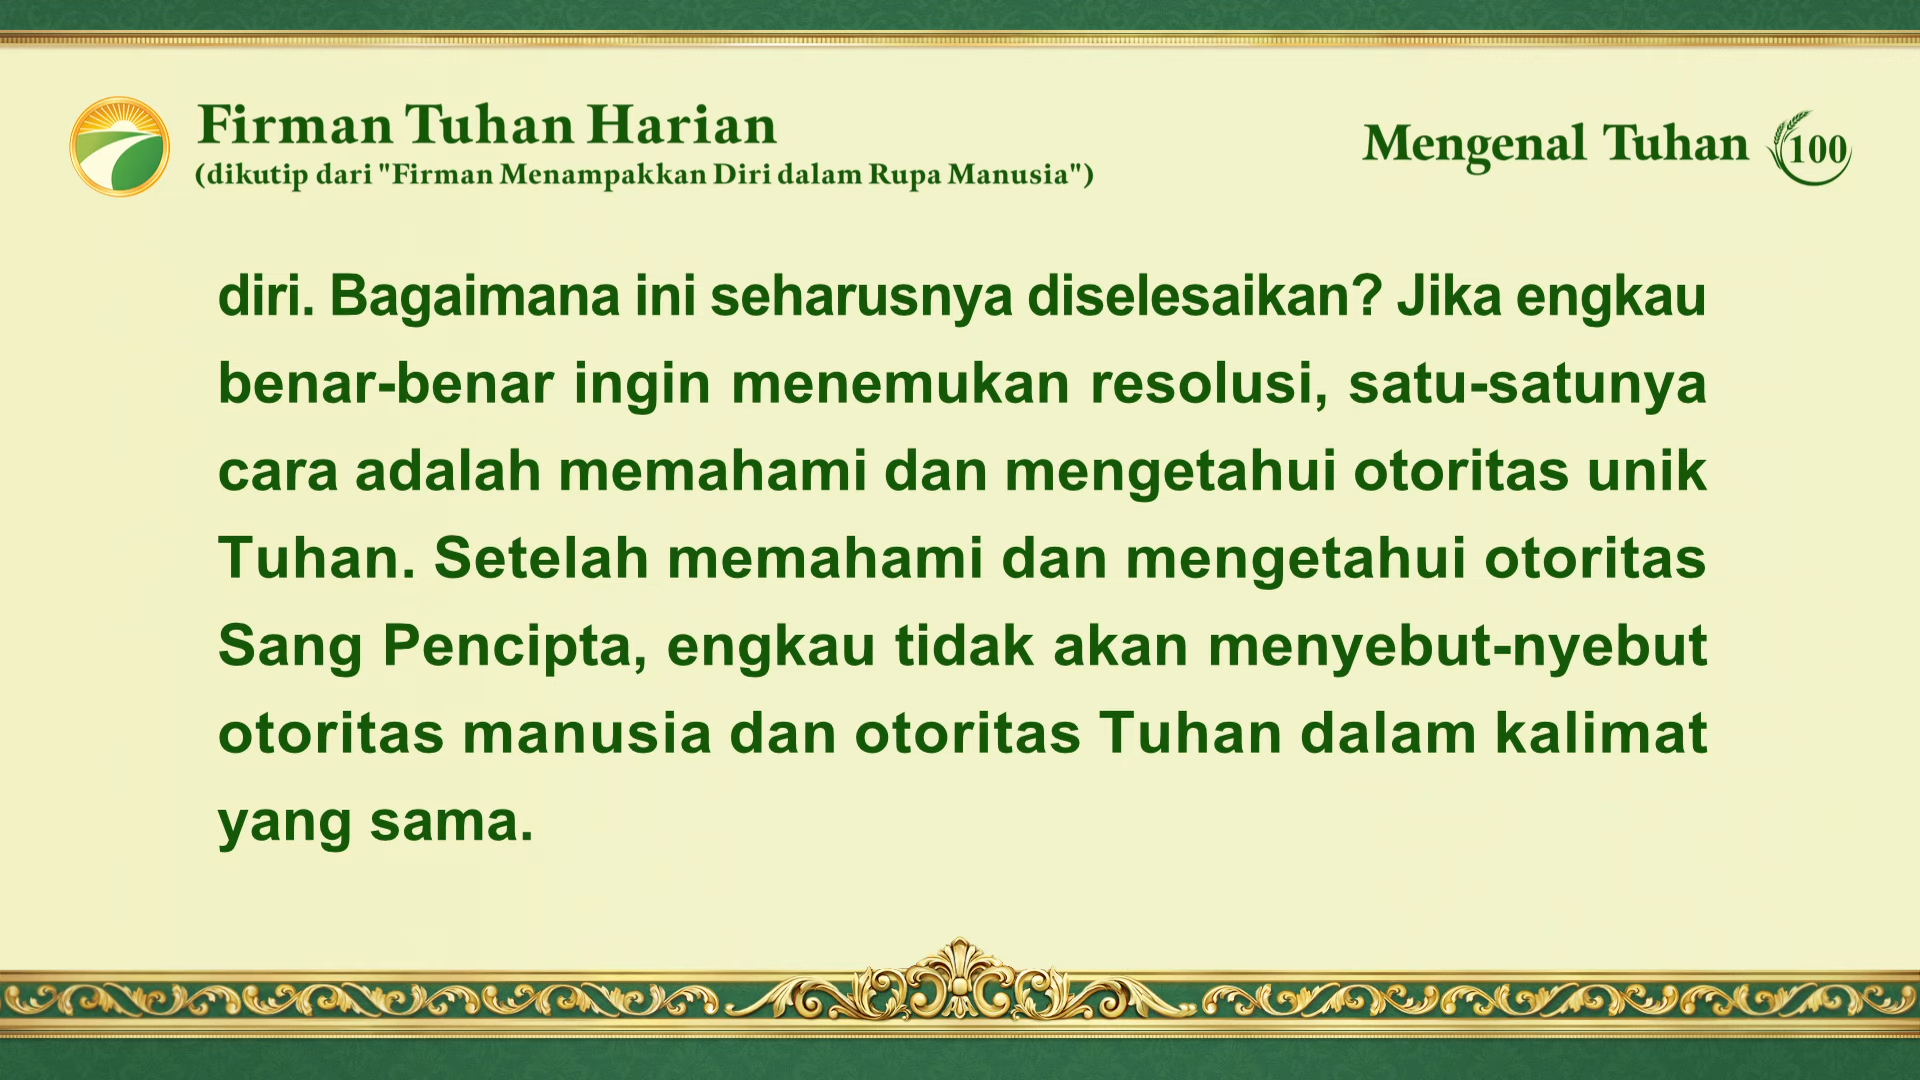 Firman Tuhan Harian
(dikutip dari "Firman Menampakkan Diri dalam Rupa Manusia")
Mengenal Tuhan 100
diri. Bagaimana ini seharusnya diselesaikan? Jika engkau
benar-benar ingin menemukan resolusi, satu-satunya
cara adalah memahami dan mengetahui otoritas unik
Tuhan. Setelah memahami dan mengetahui otoritas
Sang Pencipta, engkau tidak akan menyebut-nyebut
otoritas manusia dan otoritas Tuhan dalam kalimat
yang sama.